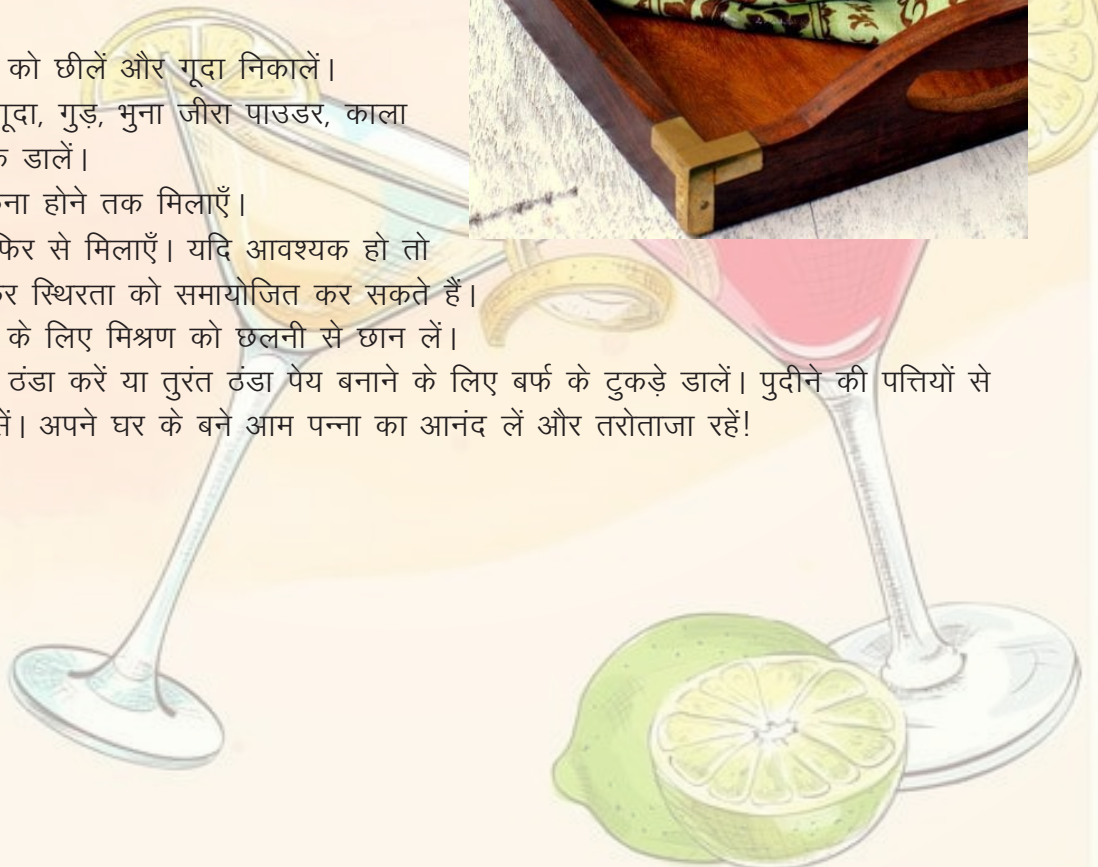 को छीलें और गूदा निकालें।
गूदा, गुड़, भुना जीरा पाउडर, काला
डालें।
होने तक मिलाएँ।
फिर से मिलाएँ। यदि आवश्यक हो तो
स्थिरता को समायोजित कर सकते हैं।
के लिए मिश्रण को छलनी से छान लें।
ठंडा करें या तुरंत ठंडा पेय बनाने के लिए बर्फ के टुकड़े डालें। पुदीने की पत्तियों से
अपने घर के बने आम पन्ना का आनंद लें और तरोताजा रहें!